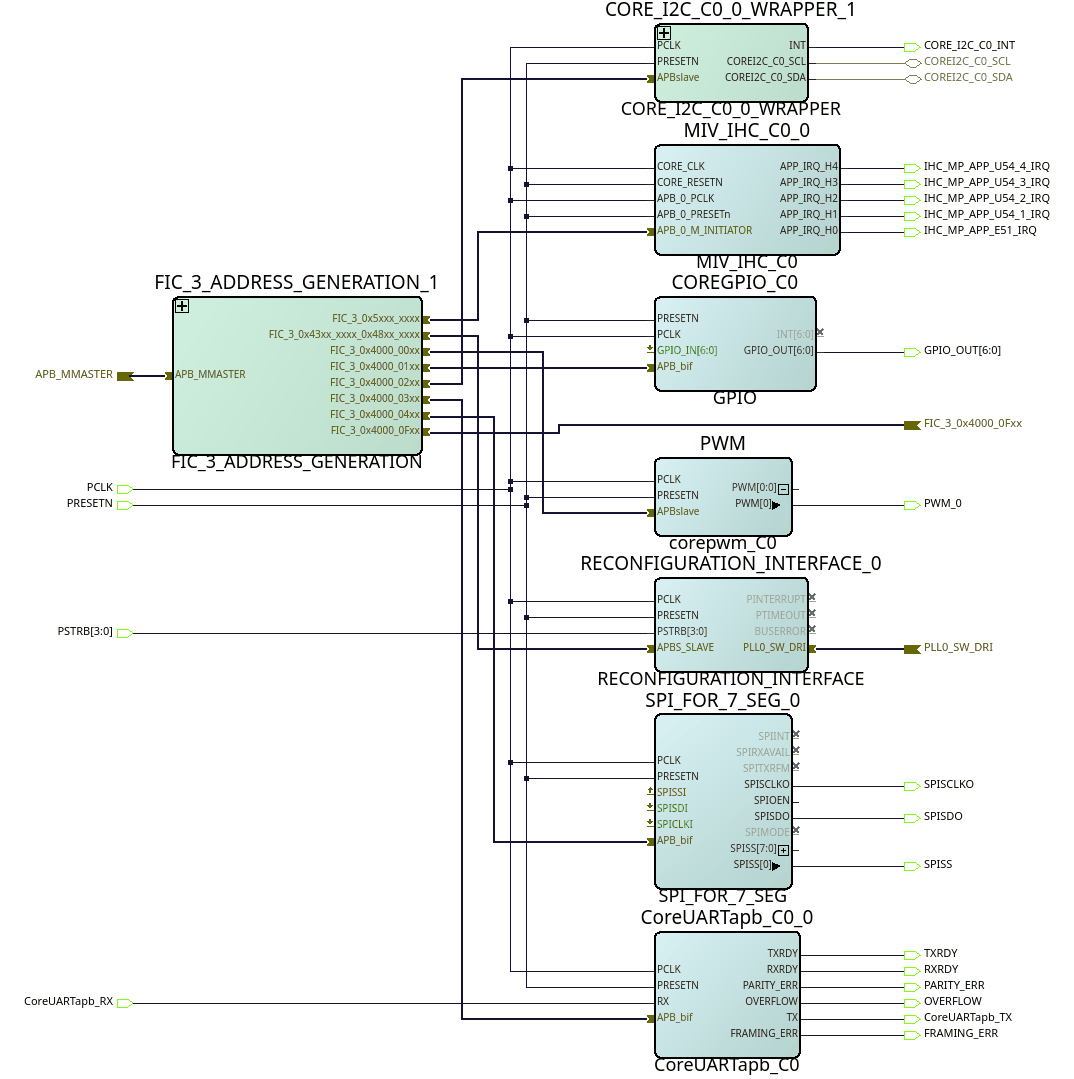 CORE_I2C_C0_0_WRAPPER_1
PCLK
PRESETN
APBslave
INT
COREI2C_C0_SCL
COREI2C_C0_SDA
CORE_I2C_C0_INT
COREI2C_C0_SCL
COREI2C_C0_SDA
CORE_I2C_C0_0_WRAPPER
MIV_IHC_C0_0
CORE_CLK
CORE_RESETN
APB_0_PCLK
APB_0_PRESETn
APB_0_M_INITIATOR
APP_IRQ_H4
APP_IRQ_H3
APP_IRQ_H2
APP_IRQ_H1
APP_IRQ_H0
IHC_MP_APP_U54_4_IRQ
IHC_MP_APP_U54_3_IRQ
IHC_MP_APP_U54_2_IRQ
IHC_MP_APP_U54_1_IRQ
IHC_MP_APP_E51_IRQ
MIV_IHC_C0
FIC_3_ADDRESS_GENERATION_1
APB_MMASTER
APB_MMASTER
FIC_3_0x5xxx_xxxx
FIC_3_0x43xx_xxxx_0x48xx_xxxx
FIC_3_0x4000_00xx
FIC_3_0x4000_01xx
FIC_3_0x4000_02xx
FIC_3_0x4000_03xx
FIC_3_0x4000_04xx
FIC_3_0x4000_0Fxx
FIC_3_ADDRESS_GENERATION
COREGPIO_C0
PRESETN
PCLK
GPIO_IN[6:0]
APB_bif
INT[6:0]
GPIO_OUT[6:0]
GPIO_OUT[6:0]
GPIO
FIC_3_0x4000_0Fxx
PCLK
PRESETN
PWM
PCLK
PRESETN
APBslave
PWM[0:0]
PWM[0]
PWM_0
corepwm_C0
RECONFIGURATION_INTERFACE_0
PSTRB[3:0]
PCLK
PRESETN
PSTRB[3:0]
APBS_SLAVE
PINTERRUPT
PTIMEOUT
BUSERROR
PLL0_SW_DRI
PLL0_SW_DRI
RECONFIGURATION_INTERFACE
SPI_FOR_7_SEG_0
PCLK
PRESETN
SPISSI
SPISDI
SPICLKI
APB_bif
SPIINT
SPIRXAVAIL
SPITXRFM
SPISCLKO
SPIOEN
SPISDO
SPIMODE
SPISS[7:0]
SPISS[0]
SPISCLKO
SPISDO
SPISS
SPI_FOR_7_SEG
CoreUARTapb_C0_0
CoreUARTapb_RX
PCLK
PRESETN
RX
APB_bif
TXRDY
RXRDY
PARITY_ERR
OVERFLOW
TX
FRAMING_ERR
TXRDY
RXRDY
PARITY_ERR
OVERFLOW
CoreUARTapb_TX
FRAMING_ERR
CoreUARTapb_C0